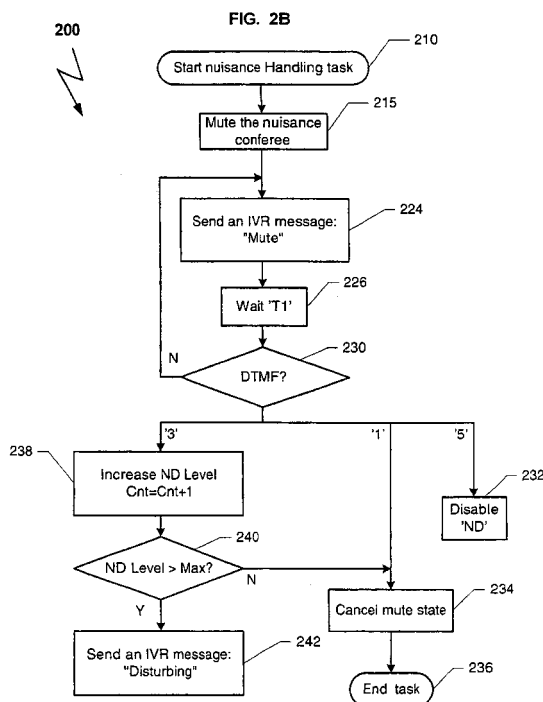 FIG. 2B
200
210
Start nuisance Handling task
215
Mute the nuisance
conferee
224
Send an IVR message:
"Mute"
226
Wait 'T1'
230
N
DTMF?
'3'
'1'
'5'
238
Increase ND Level
Cnt=Cnt+1
232
Disable
'ND'
240
ND Level > Max?
N
Y
234
Cancel mute state
242
Send an IVR message:
"Disturbing"
236
End task